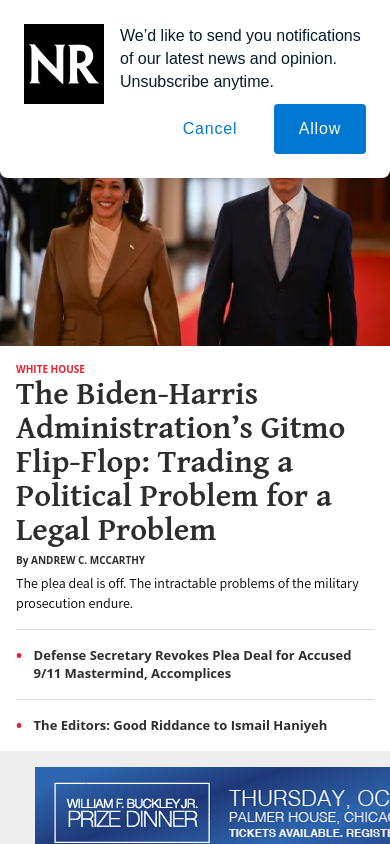 NR
We’d like to send you notifications
of our latest news and opinion.
Unsubscribe anytime.
Cancel
Allow
WHITE HOUSE
The Biden-Harris
Administration’s Gitmo
Flip-Flop: Trading a
Political Problem for a
Legal Problem
By ANDREW C. MCCARTHY
The plea deal is off. The intractable problems of the military
prosecution endure.
• Defense Secretary Revokes Plea Deal for Accused
9/11 Mastermind, Accomplices
• The Editors: Good Riddance to Ismail Haniyeh
WILLIAM F. BUCKLEY JR.
PRIZE DINNER
THURSDAY, OC
PALMER HOUSE, CHICA
TICKETS AVAILABLE. REGIST